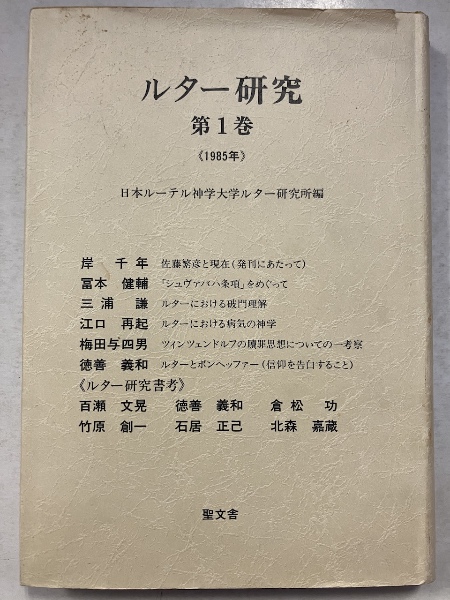 ルター研究
第1巻
《1985年》
日本ルーテル神学大学ルター研究所編
岸 千年 佐藤繁彦と現在(発刊にあたって)
冨本 健輔 「シュヴァバハ条項」をめぐって
三浦 謙 ルターにおける破門理解
江口 再起 ルターにおける病気の神学
梅田与四男 ツィンツェンドルフの贖罪思想についての一考察
徳善 義和 ルターとボンヘッファー(信仰を告白すること)
《ルター研究書考》
百瀬 文晃 徳善 義和 倉松 功
竹原 創一 石居 正己 北森 嘉蔵
聖文舎